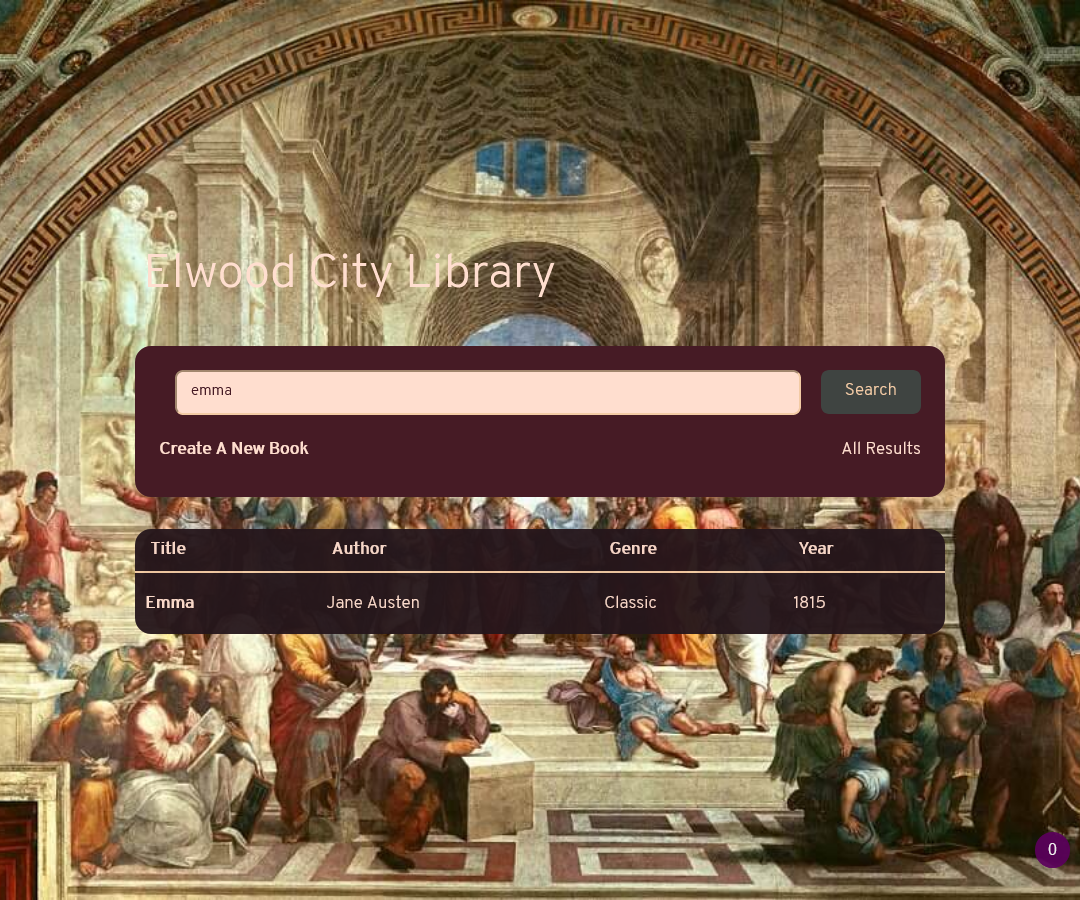 Elwood City Library
emma
Search
Create A New Book
All Results
Title Author Genre Year
Emma Jane Austen Classic 1815
0